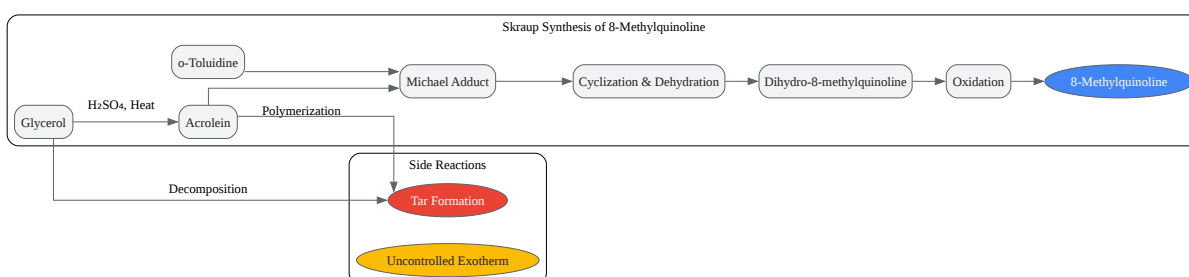 Skraup Synthesis of 8-Methylquinoline
o-Toluidine
Michael Adduct
Cyclization & Dehydration
Dihydro-8-methylquinoline
Oxidation
8-Methylquinoline
H₂SO₄, Heat
Polymerization
Glycerol
Acrolein
Side Reactions
Decomposition
Tar Formation
Uncontrolled Exotherm